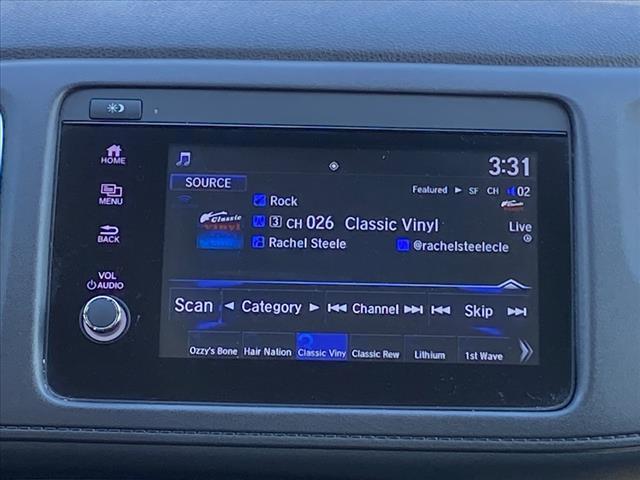 HOME
MENU
BACK
VOL
AUDIO
3:31
SOURCE
Featured ► SF CH 02
Rock
Classic Vinyl
3 CH 026 Classic Vinyl
Live
Rachel Steele @rachelsteelecle
Scan ◄ Category ► |◄◄ Channel ►►| |◄◄ Skip ►►|
Ozzy's Bone Hair Nation Classic Viny Classic Rew Lithium 1st Wave